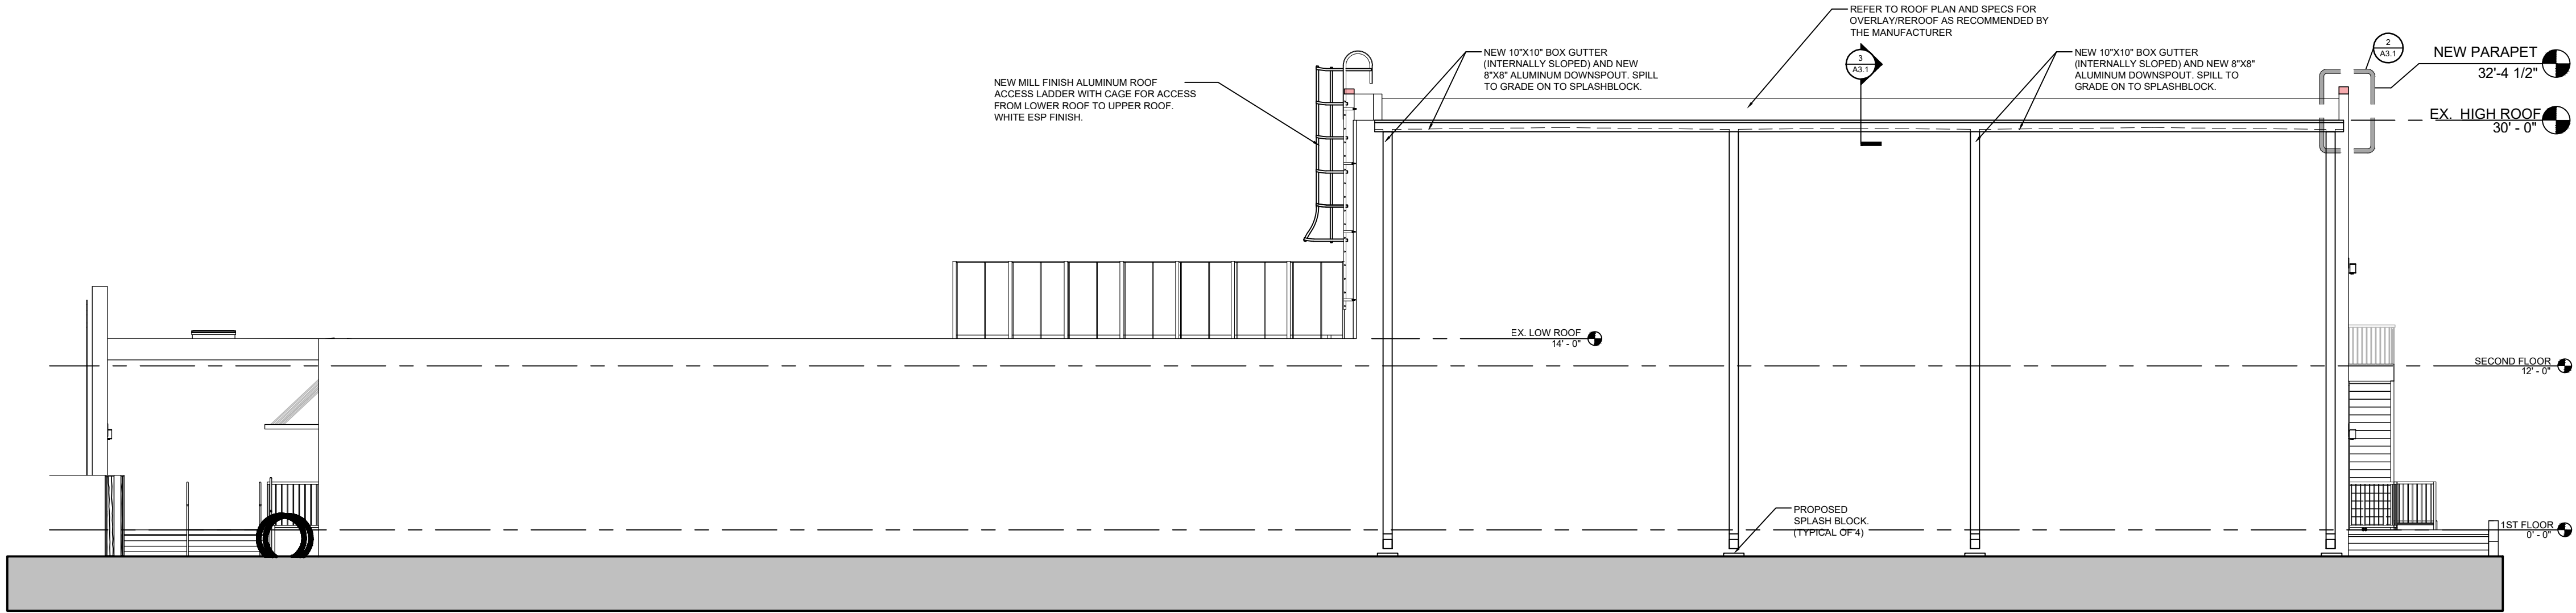 REFER TO ROOF PLAN AND SPECS FOR
OVERLAY/REROOF AS RECOMMENDED BY
THE MANUFACTURER
NEW 10"X10" BOX GUTTER
(INTERNALLY SLOPED) AND NEW
8"X8" ALUMINUM DOWNSPOUT. SPILL
TO GRADE ON TO SPLASHBLOCK.
3
A3.1
NEW 10"X10" BOX GUTTER
(INTERNALLY SLOPED) AND NEW 8"X8"
ALUMINUM DOWNSPOUT. SPILL TO
GRADE ON TO SPLASHBLOCK.
2
A3.1
NEW PARAPET
32'-4 1/2"
NEW MILL FINISH ALUMINUM ROOF
ACCESS LADDER WITH CAGE FOR ACCESS
FROM LOWER ROOF TO UPPER ROOF.
WHITE ESP FINISH.
EX. HIGH ROOF
30' - 0"
EX. LOW ROOF
14' - 0"
SECOND FLOOR
12' - 0"
PROPOSED
SPLASH BLOCK.
(TYPICAL OF 4)
1ST FLOOR
0' - 0"